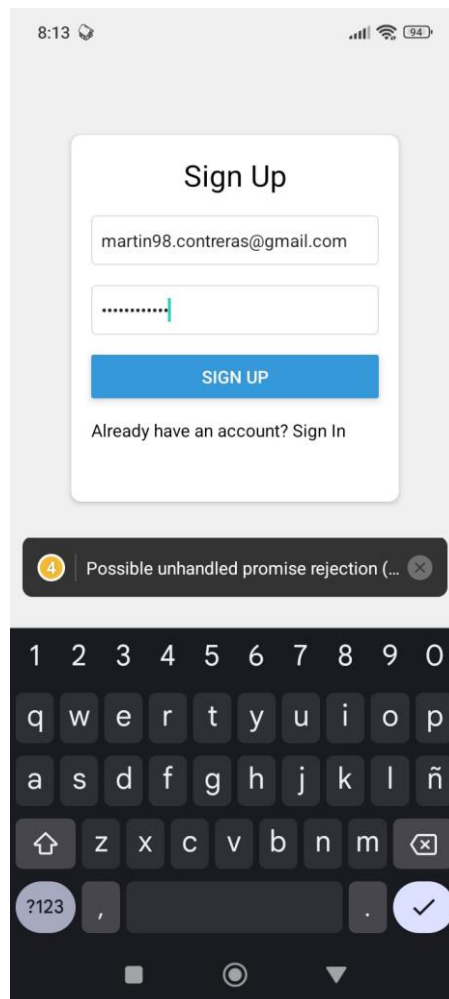 8:13
94
Sign Up
martin98.contreras@gmail.com
••••••••••••
SIGN UP
Already have an account? Sign In
4
Possible unhandled promise rejection (...
1 2 3 4 5 6 7 8 9 0
q w e r t y u i o p
a s d f g h j k l ñ
z x c v b n m
?123 , .